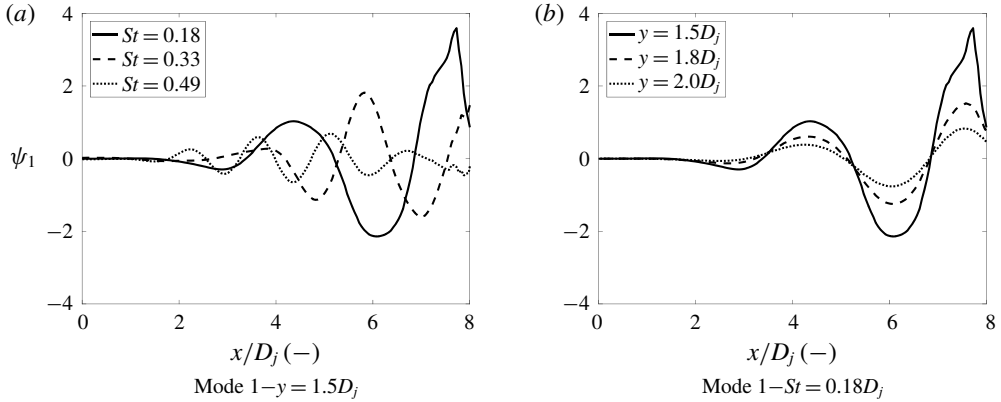 (a)
4
2
0
−2
−4
ψ₁
St = 0.18
St = 0.33
St = 0.49
0 2 4 6 8
x/Dⱼ (−)
Mode 1−y = 1.5Dⱼ
(b)
4
2
0
−2
−4
y = 1.5Dⱼ
y = 1.8Dⱼ
y = 2.0Dⱼ
0 2 4 6 8
x/Dⱼ (−)
Mode 1−St = 0.18Dⱼ